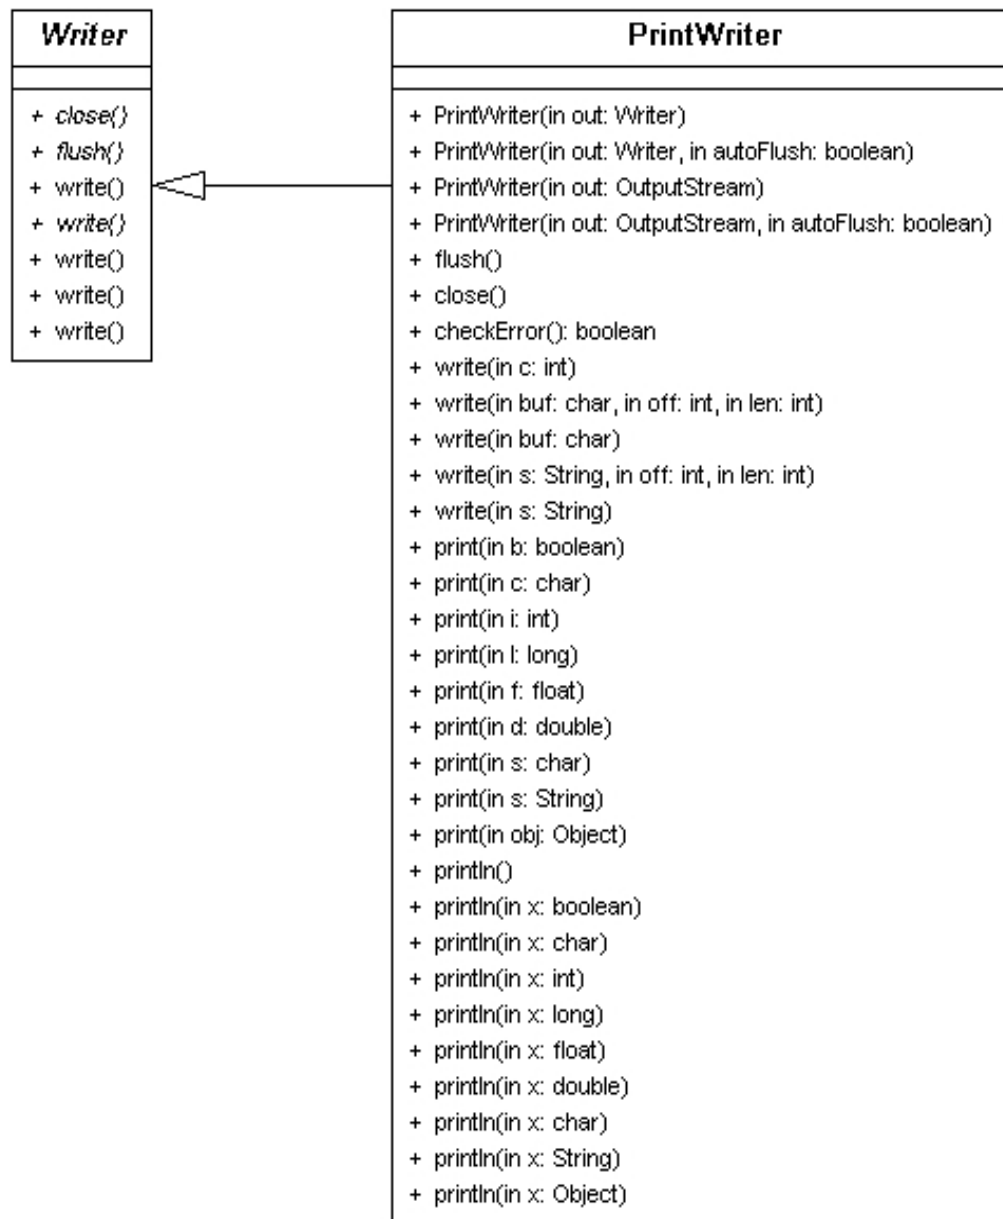 Writer
+ close()
+ flush()
+ write()
+ write()
+ write()
+ write()
+ write()
PrintWriter
+ PrintWriter(in out: Writer)
+ PrintWriter(in out: Writer, in autoFlush: boolean)
+ PrintWriter(in out: OutputStream)
+ PrintWriter(in out: OutputStream, in autoFlush: boolean)
+ flush()
+ close()
+ checkError(): boolean
+ write(in c: int)
+ write(in buf: char, in off: int, in len: int)
+ write(in buf: char)
+ write(in s: String, in off: int, in len: int)
+ write(in s: String)
+ print(in b: boolean)
+ print(in c: char)
+ print(in i: int)
+ print(in l: long)
+ print(in f: float)
+ print(in d: double)
+ print(in s: char)
+ print(in s: String)
+ print(in obj: Object)
+ println()
+ println(in x: boolean)
+ println(in x: char)
+ println(in x: int)
+ println(in x: long)
+ println(in x: float)
+ println(in x: double)
+ println(in x: char)
+ println(in x: String)
+ println(in x: Object)